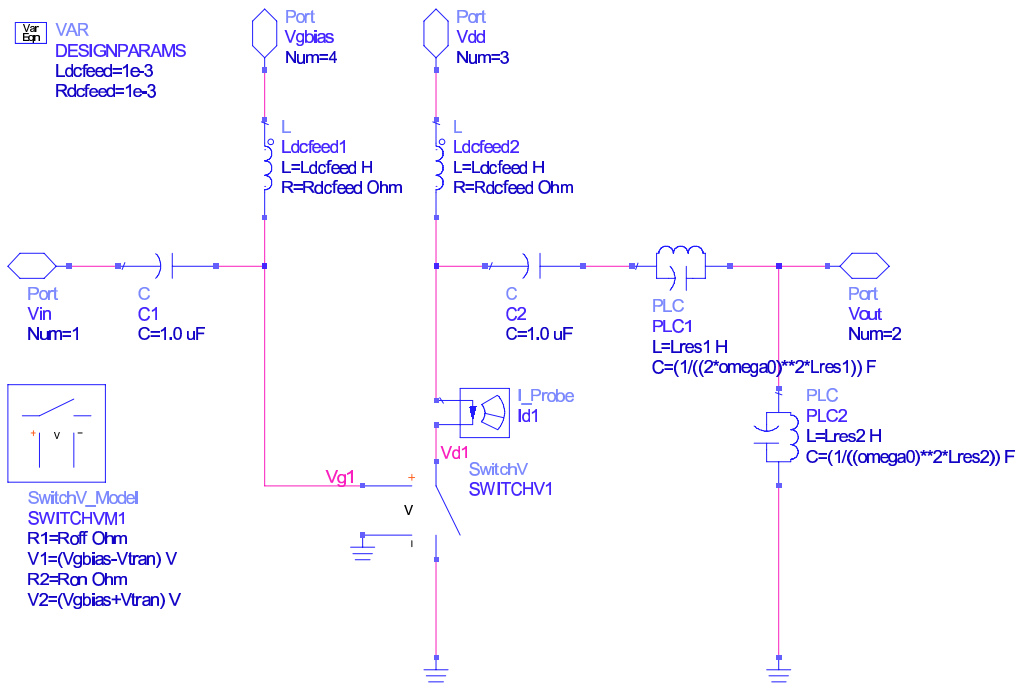 Var
Eqn
VAR
DESIGNPARAMS
Ldcfeed=1e-3
Rdcfeed=1e-3
Port
Vgbias
Num=4
Port
Vdd
Num=3
L
Ldcfeed1
L=Ldcfeed H
R=Rdcfeed Ohm
L
Ldcfeed2
L=Ldcfeed H
R=Rdcfeed Ohm
Port
Vin
Num=1
C
C1
C=1.0 uF
C
C2
C=1.0 uF
PLC
PLC1
L=Lres1 H
C=(1/((2*omega0)**2*Lres1)) F
Port
Vout
Num=2
PLC
PLC2
L=Lres2 H
C=(1/((omega0)**2*Lres2)) F
I_Probe
Id1
Vd1
SwitchV
SWITCHV1
Vg1
+
V
+
V
−
SwitchV_Model
SWITCHVM1
R1=Roff Ohm
V1=(Vgbias-Vtran) V
R2=Ron Ohm
V2=(Vgbias+Vtran) V